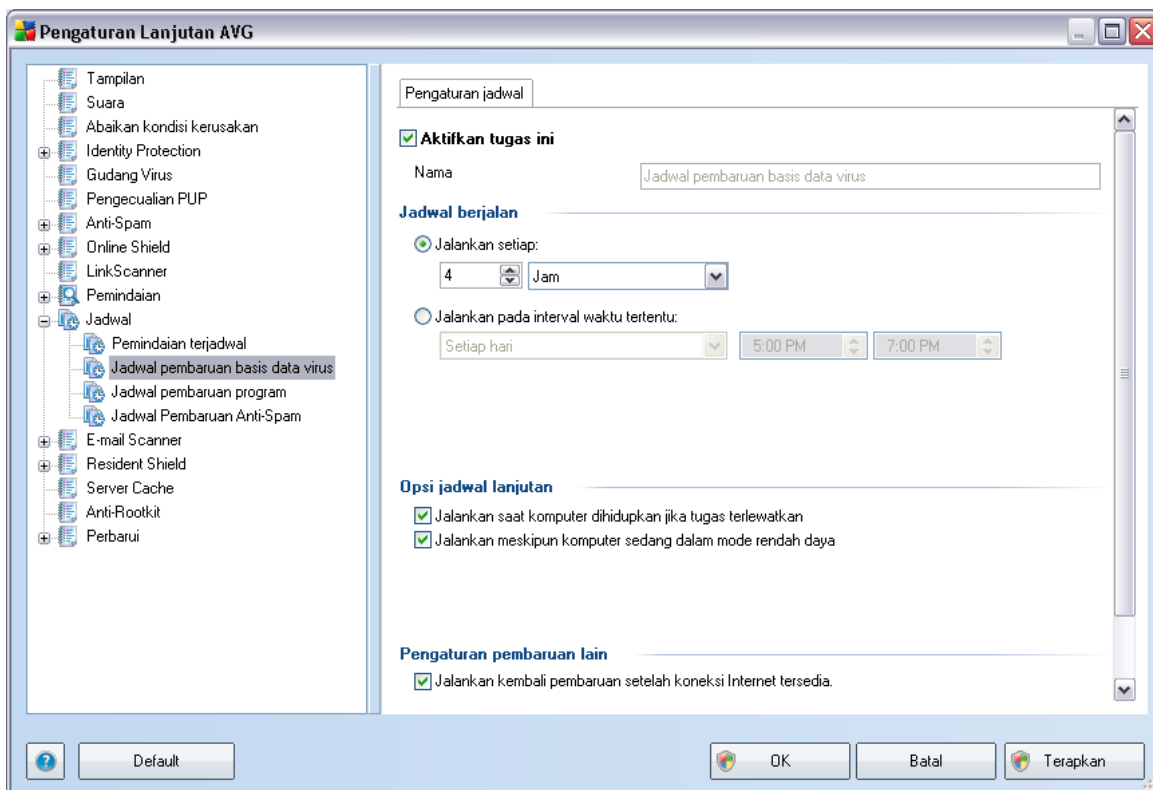 Pengaturan Lanjutan AVG
Tampilan
Suara
Abaikan kondisi kerusakan
Identity Protection
Gudang Virus
Pengecualian PUP
Anti-Spam
Online Shield
LinkScanner
Pemindaian
Jadwal
Pemindaian terjadwal
Jadwal pembaruan basis data virus
Jadwal pembaruan program
Jadwal Pembaruan Anti-Spam
E-mail Scanner
Resident Shield
Server Cache
Anti-Rootkit
Perbarui
Pengaturan jadwal
Aktifkan tugas ini
Nama Jadwal pembaruan basis data virus
Jadwal berjalan
Jalankan setiap:
4 Jam
Jalankan pada interval waktu tertentu:
Setiap hari 5:00 PM 7:00 PM
Opsi jadwal lanjutan
Jalankan saat komputer dihidupkan jika tugas terlewatkan
Jalankan meskipun komputer sedang dalam mode rendah daya
Pengaturan pembaruan lain
Jalankan kembali pembaruan setelah koneksi Internet tersedia.
? Default OK Batal Terapkan